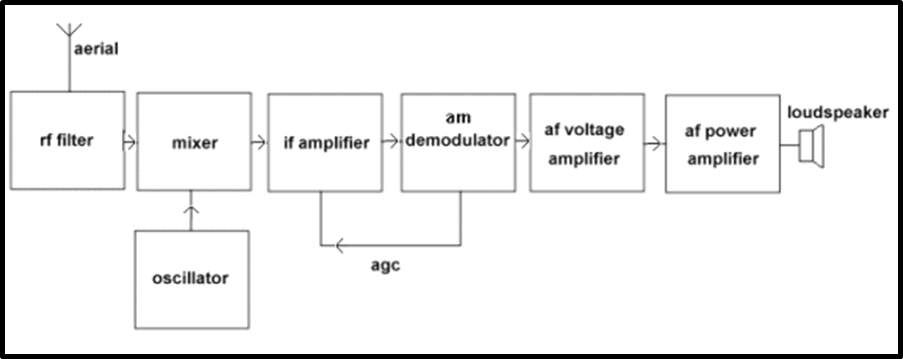 aerial
rf filter
mixer
if amplifier
am
demodulator
af voltage
amplifier
af power
amplifier
loudspeaker
oscillator
agc